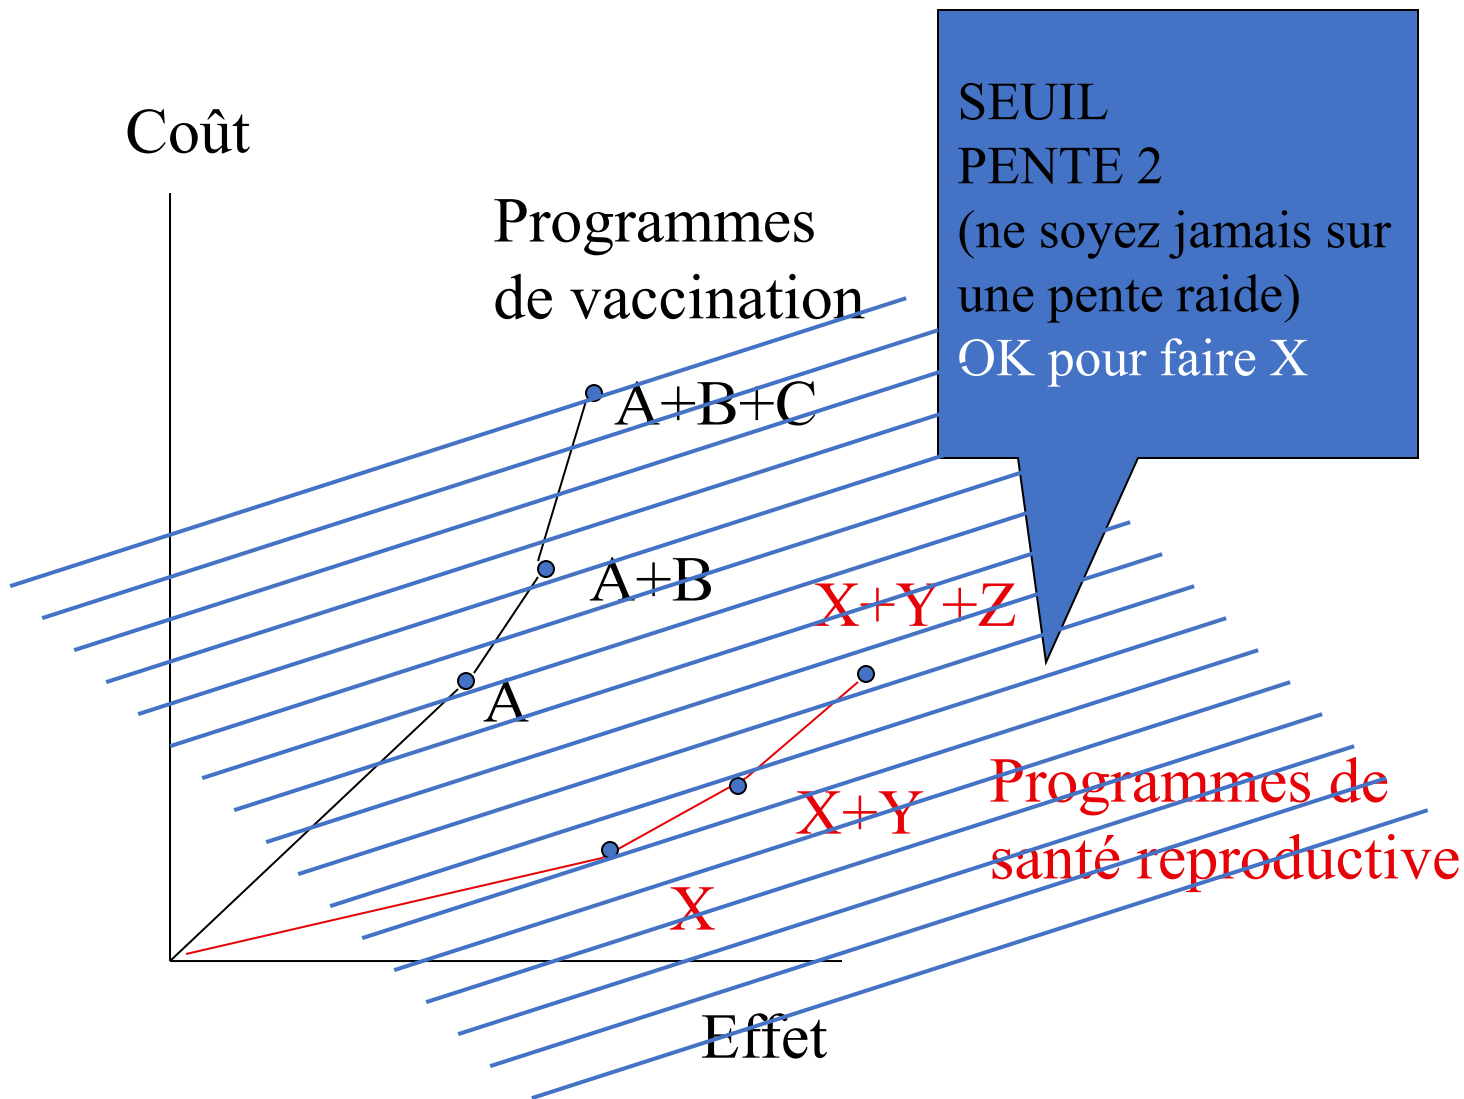 Coût
Programmes
de vaccination
SEUIL
PENTE 2
(ne soyez jamais sur
une pente raide)
OK pour faire X
A+B+C
A+B
X+Y+Z
A
Programmes de
santé reproductive
X+Y
X
Effet